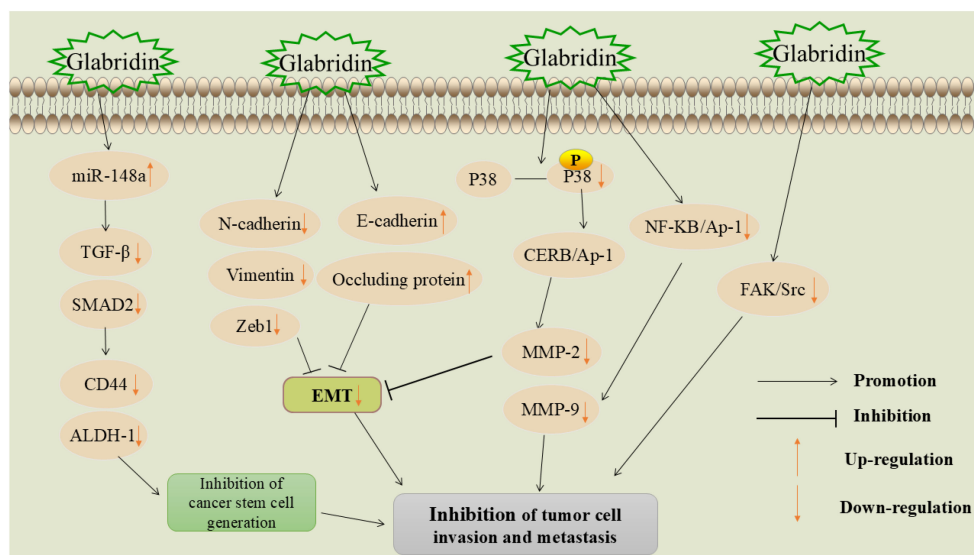 Glabridin
Glabridin
Glabridin
Glabridin
miR-148a
TGF-β
SMAD2
CD44
ALDH-1
Inhibition of
cancer stem cell
generation
N-cadherin
Vimentin
Zeb1
E-cadherin
Occluding protein
EMT
P38
P
P38
CERB/Ap-1
MMP-2
MMP-9
NF-KB/Ap-1
FAK/Src
Inhibition of tumor cell
invasion and metastasis
Promotion
Inhibition
Up-regulation
Down-regulation